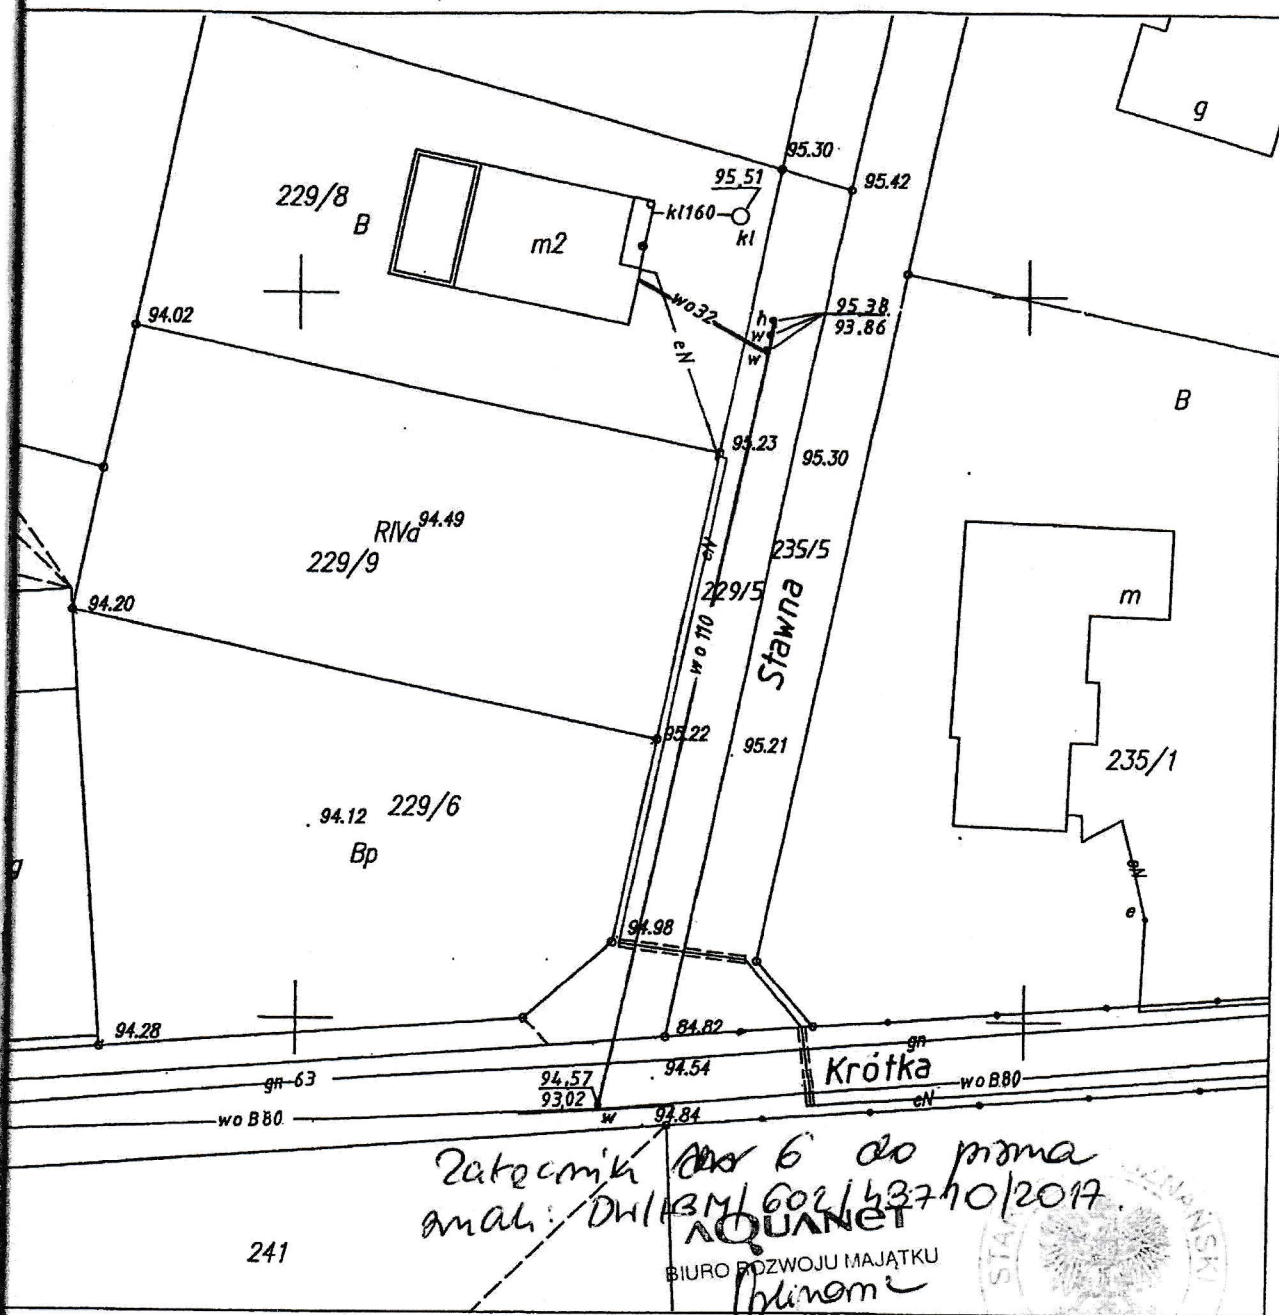 g
95.30
95.51
95.42
229/8
B
kl160
kl
m2
94.02
wo32
h
w
w
95.38
93.86
eN
B
95.23
95.30
RIVa 94.49
229/9
eN
235/5
229/5
94.20
m
wo 110
Stawna
95.22
95.21
235/1
94.12 229/6
Bp
g
eN
e
94.98
94.28
84.82
gn
94.54
Krótka
gn 63
94.57
93.02
wo B80
wo B80
w
eN
94.84
Załącznik nr 6 do pisma
znak: DW/IBM/602/43710/2017
AQUANET
BIURO ROZWOJU MAJĄTKU
241